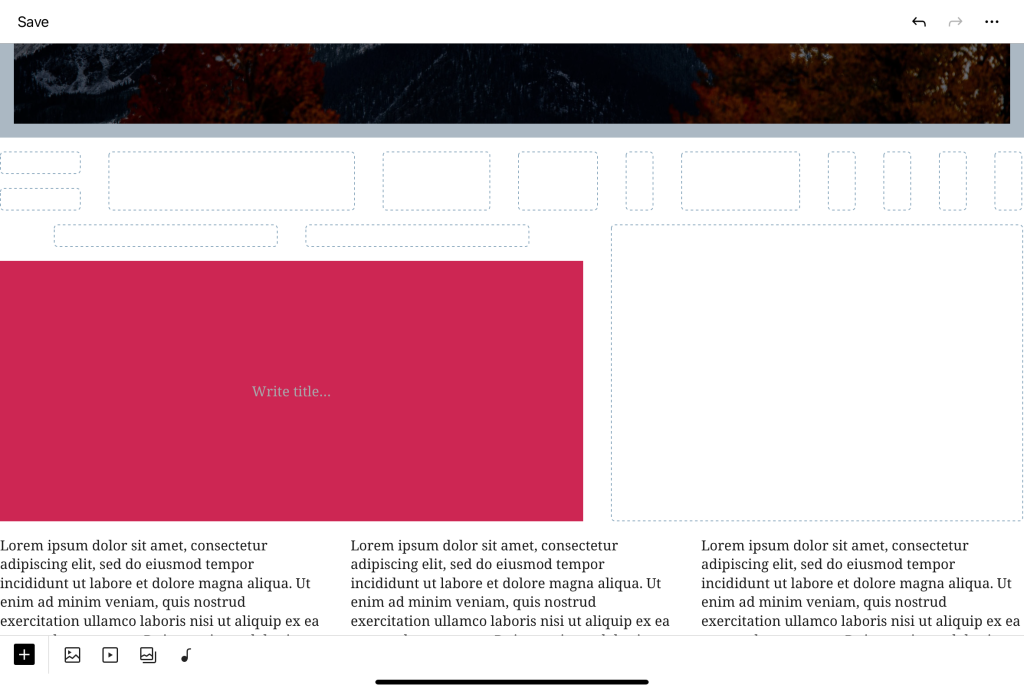 Save
Write title...
Lorem ipsum dolor sit amet, consectetur
adipiscing elit, sed do eiusmod tempor
incididunt ut labore et dolore magna aliqua. Ut
enim ad minim veniam, quis nostrud
exercitation ullamco laboris nisi ut aliquip ex ea
Lorem ipsum dolor sit amet, consectetur
adipiscing elit, sed do eiusmod tempor
incididunt ut labore et dolore magna aliqua. Ut
enim ad minim veniam, quis nostrud
exercitation ullamco laboris nisi ut aliquip ex ea
Lorem ipsum dolor sit amet, consectetur
adipiscing elit, sed do eiusmod tempor
incididunt ut labore et dolore magna aliqua. Ut
enim ad minim veniam, quis nostrud
exercitation ullamco laboris nisi ut aliquip ex ea